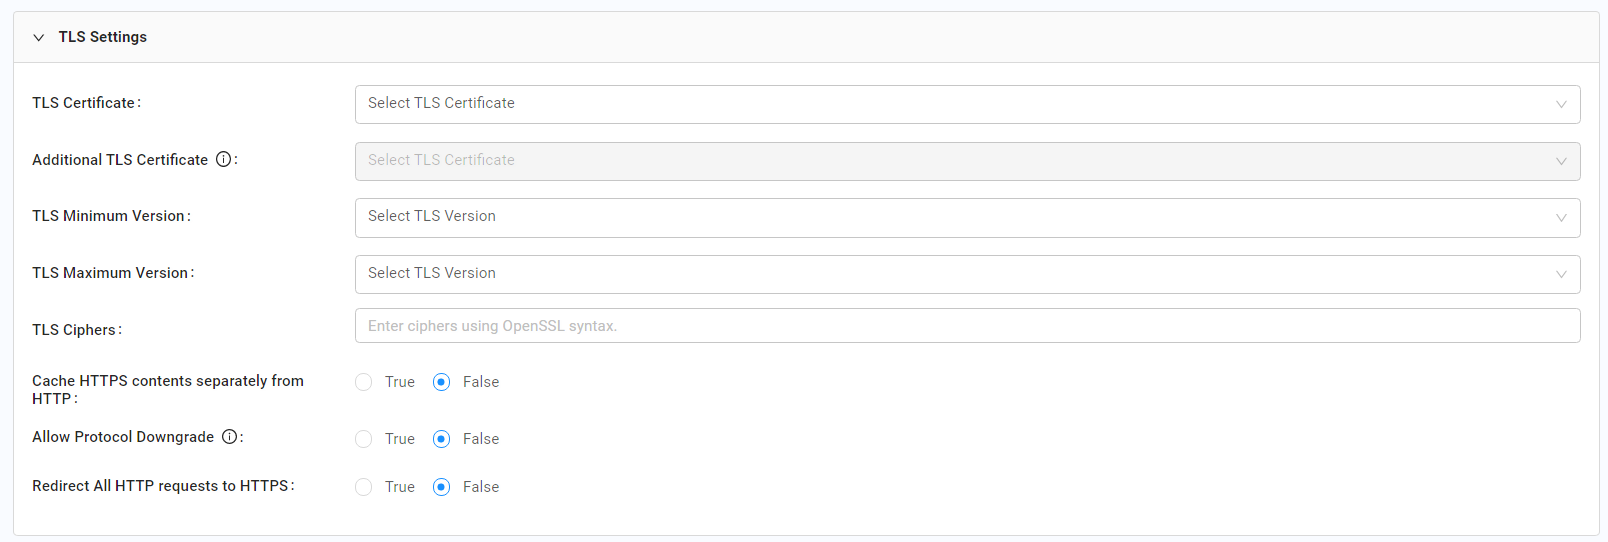 TLS Settings
TLS Certificate: Select TLS Certificate
Additional TLS Certificate : Select TLS Certificate
TLS Minimum Version: Select TLS Version
TLS Maximum Version: Select TLS Version
TLS Ciphers: Enter ciphers using OpenSSL syntax.
Cache HTTPS contents separately from
HTTP: True False
Allow Protocol Downgrade : True False
Redirect All HTTP requests to HTTPS: True False